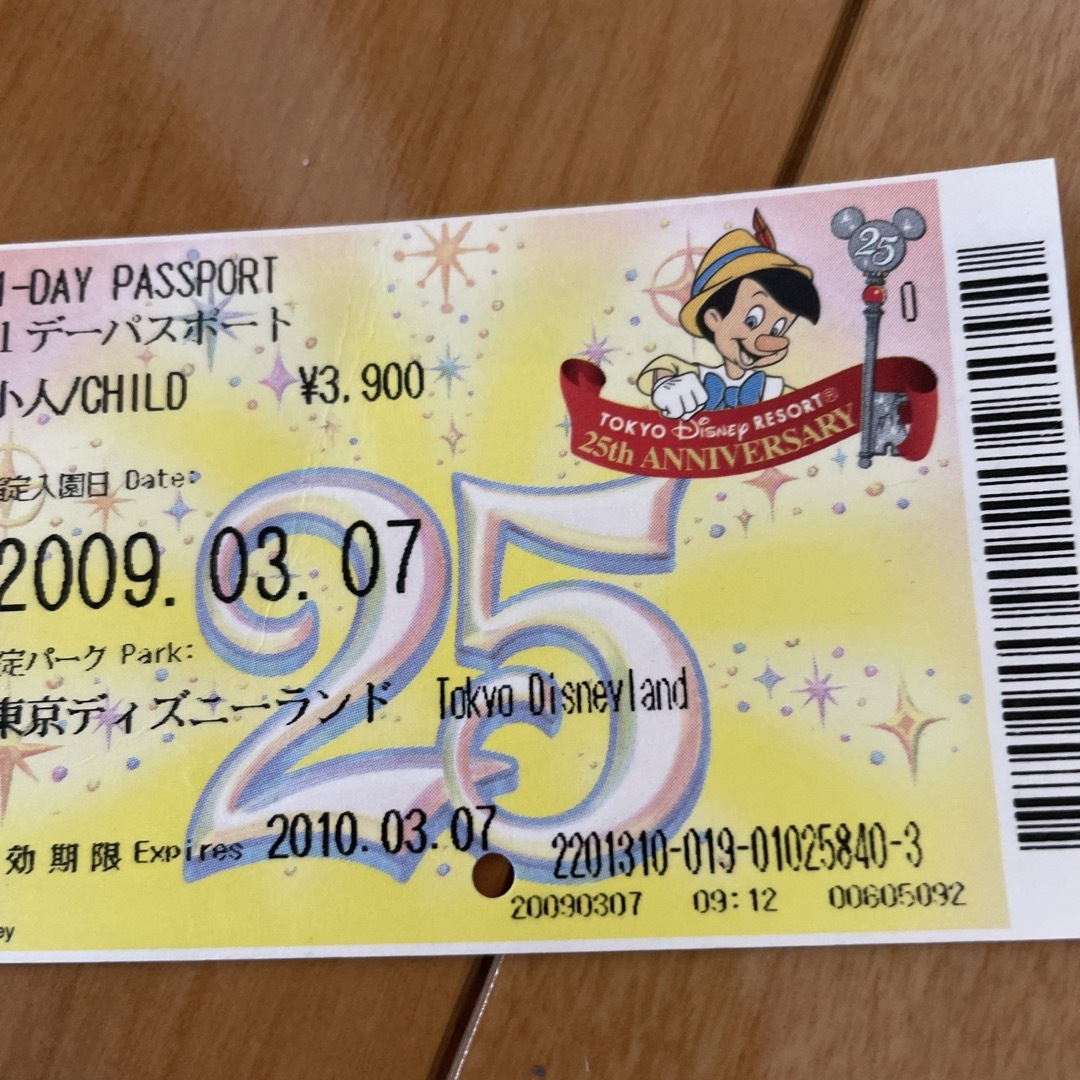 1-DAY PASSPORT
1デーパスポート
小人/CHILD ¥3,900
25
0
TOKYO Disney RESORT®
25th ANNIVERSARY
定入園日 Date:
2009. 03. 07
25
定パーク Park:
東京ディズニーランド Tokyo Disneyland
効期限 Expires 2010.03.07
2201310-019-01025840-3
20090307 09:12 00605092
ey